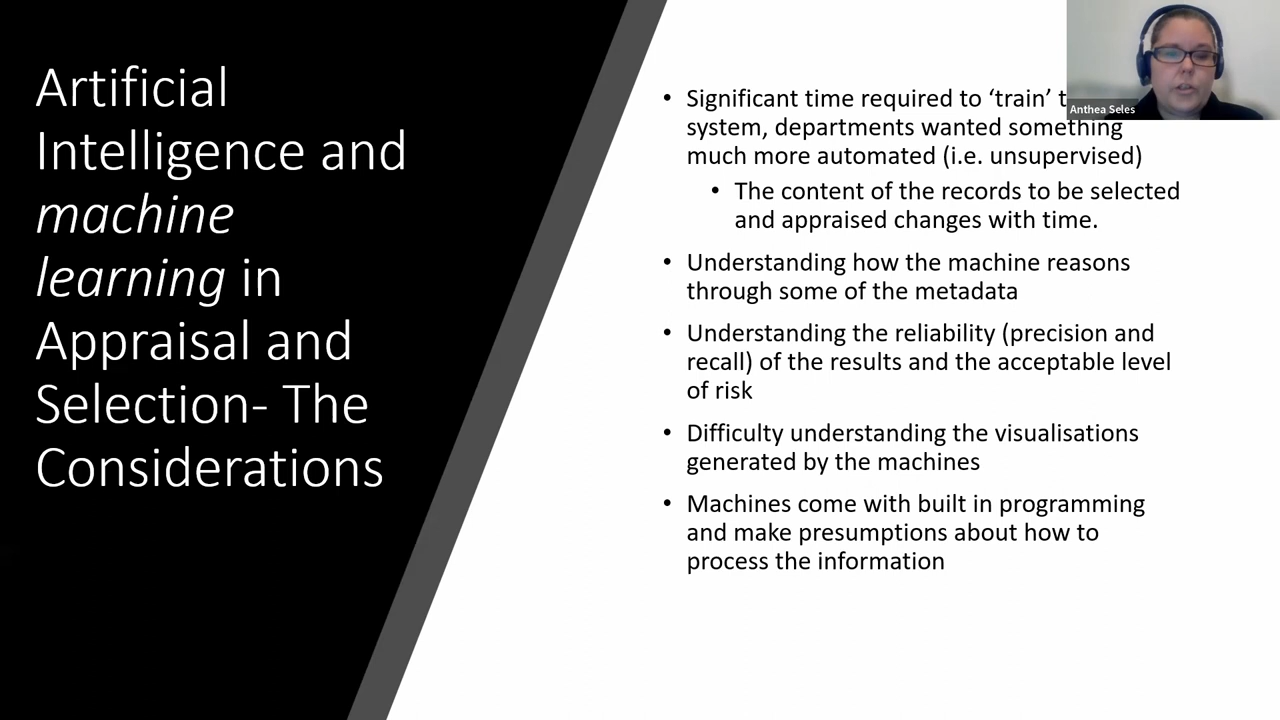 Artificial
Intelligence and
machine
learning in
Appraisal and
Selection- The
Considerations
• Significant time required to ‘train’
system, departments wanted something
much more automated (i.e. unsupervised)
• The content of the records to be selected
and appraised changes with time.
• Understanding how the machine reasons
through some of the metadata
• Understanding the reliability (precision and
recall) of the results and the acceptable level
of risk
• Difficulty understanding the visualisations
generated by the machines
• Machines come with built in programming
and make presumptions about how to
process the information
Anthea Seles